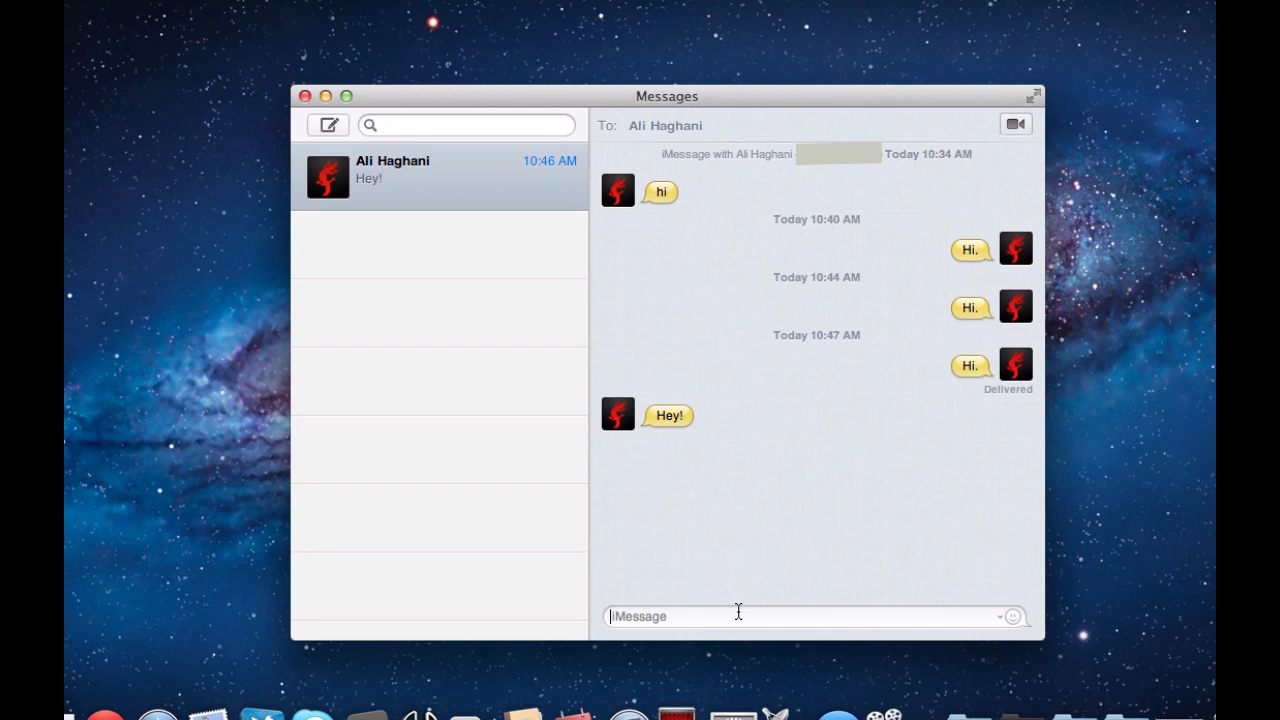 Messages
To: Ali Haghani
Ali Haghani 10:46 AM
Hey!
iMessage with Ali Haghani Today 10:34 AM
hi
Today 10:40 AM
Hi.
Today 10:44 AM
Hi.
Today 10:47 AM
Hi.
Delivered
Hey!
iMessage